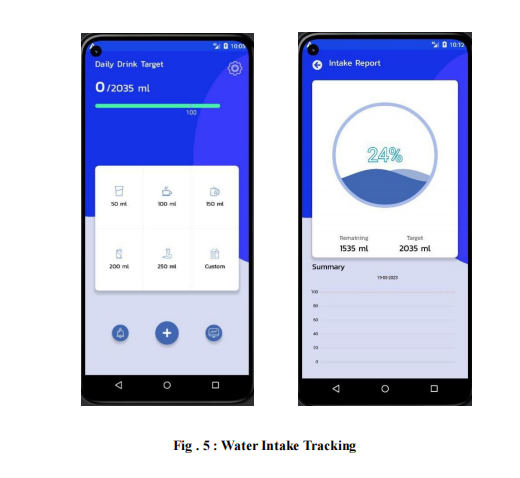 10:05
Daily Drink Target
0/2035 ml
100
50 ml 100 ml 150 ml
200 ml 250 ml Custom
10:12
Intake Report
24%
Remaining Target
1535 ml 2035 ml
Summary
19-05-2023
100
80
60
40
20
0
Fig . 5 : Water Intake Tracking